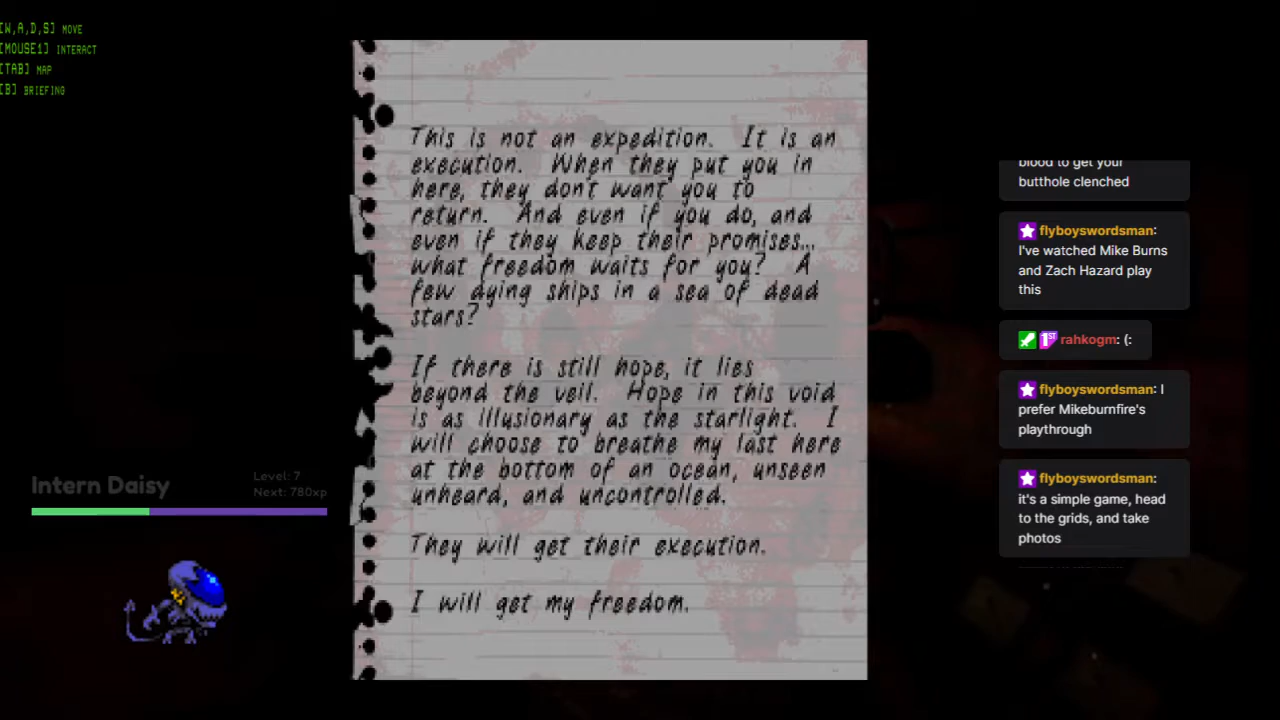 [W,A,D,S] MOVE
[MOUSE1] INTERACT
[TAB] MAP
[B] BRIEFING
This is not an expedition. It is an
execution. When they put you in
here, they don't want you to
return. And even if you do, and
even if they keep their promises...
what freedom waits for you? A
few dying ships in a sea of dead
stars?
If there is still hope, it lies
beyond the veil. Hope in this void
is as illusionary as the starlight. I
will choose to breathe my last here
at the bottom of an ocean, unseen
unheard, and uncontrolled.
They will get their execution.
I will get my freedom.
Intern Daisy
Level: 7
Next: 780xp
blood to get your
butthole clenched
flyboyswordsman:
I've watched Mike Burns
and Zach Hazard play
this
1ST rahkogm: (:
flyboyswordsman: I
prefer Mikeburnfire's
playthrough
flyboyswordsman:
it's a simple game, head
to the grids, and take
photos